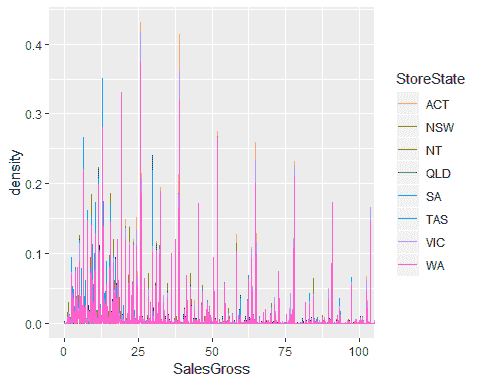 density
0.4
0.3
0.2
0.1
0.0
0
25
50
75
100
SalesGross
StoreState
ACT
NSW
NT
QLD
SA
TAS
VIC
WA